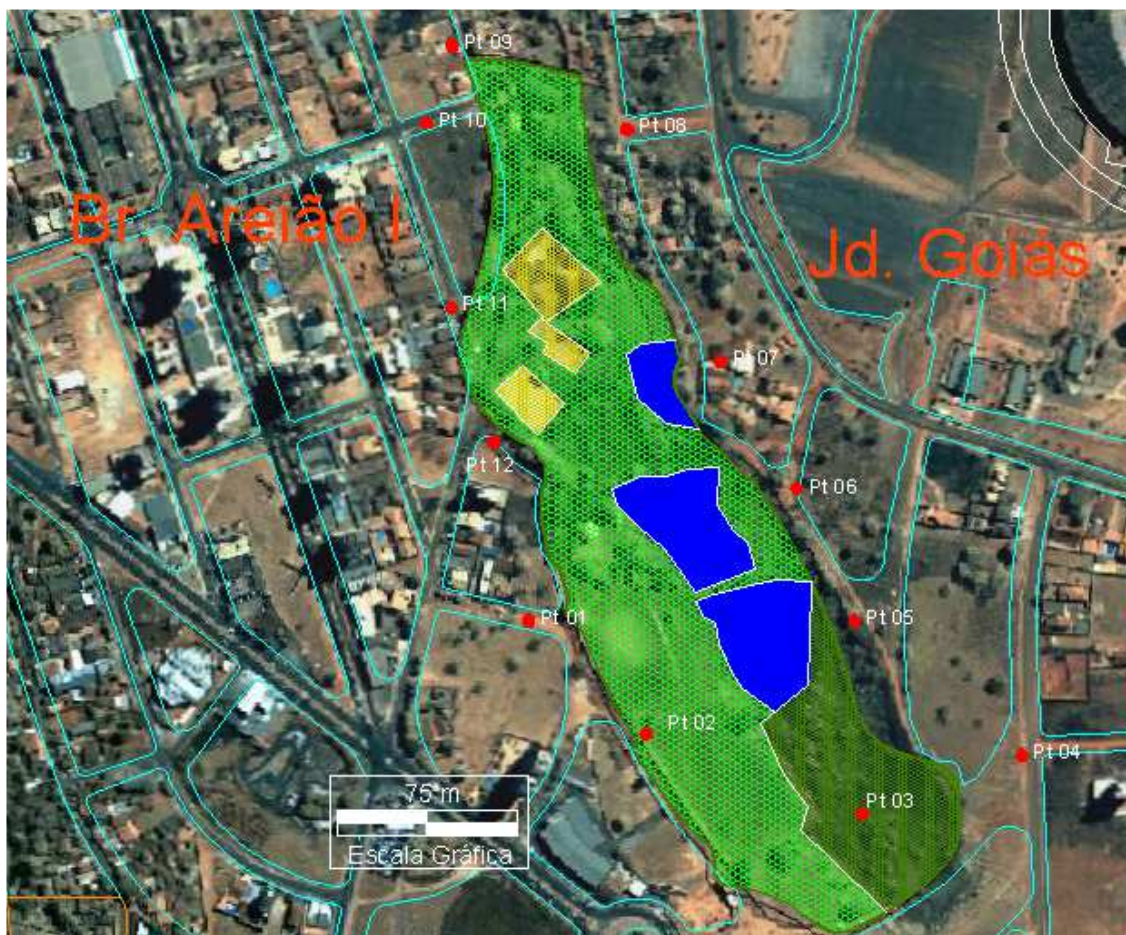 Pt 09
Pt 10
Pt 08
Br. Areião I
Jd. Goiás
Pt 11
Pt 07
Pt 12
Pt 06
Pt 01
Pt 05
Pt 02
Pt 04
75 m
Pt 03
Escala Gráfica